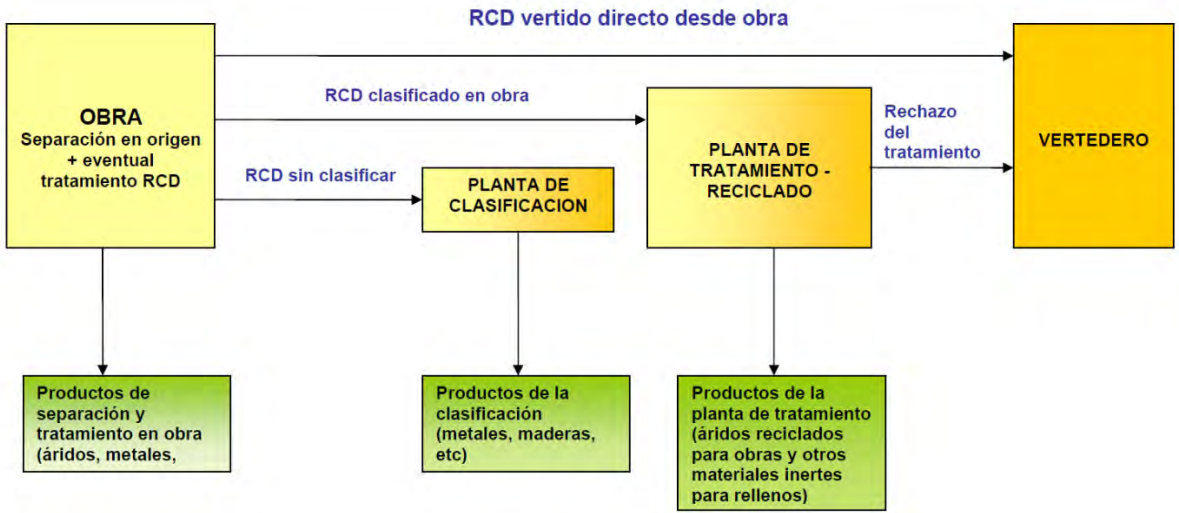 RCD vertido directo desde obra
OBRA
Separación en origen
+ eventual
tratamiento RCD
RCD clasificado en obra
RCD sin clasificar
PLANTA DE
CLASIFICACION
PLANTA DE
TRATAMIENTO -
RECICLADO
Rechazo
del
tratamiento
VERTEDERO
Productos de
separación y
tratamiento en obra
(áridos, metales,
Productos de la
clasificación
(metales, maderas,
etc)
Productos de la
planta de tratamiento
(áridos reciclados
para obras y otros
materiales inertes
para rellenos)